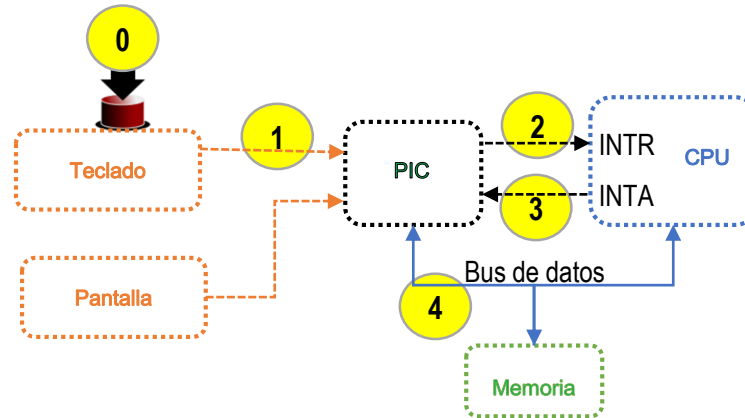 0
1
2
Teclado
PIC
INTR
CPU
3
INTA
Pantalla
Bus de datos
4
Memoria